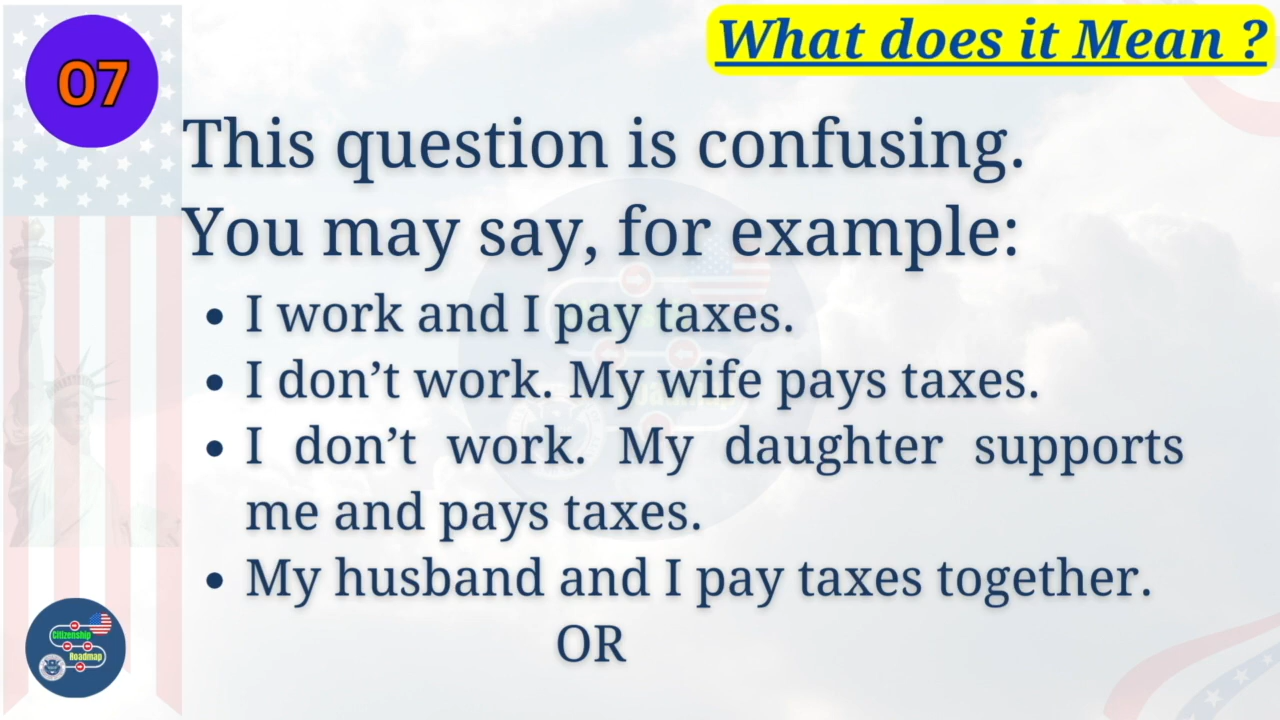 07
What does it Mean ?
This question is confusing.
You may say, for example:
• I work and I pay taxes.
• I don’t work. My wife pays taxes.
• I don’t work. My daughter supports
me and pays taxes.
• My husband and I pay taxes together.
OR
Citizenship
Roadmap